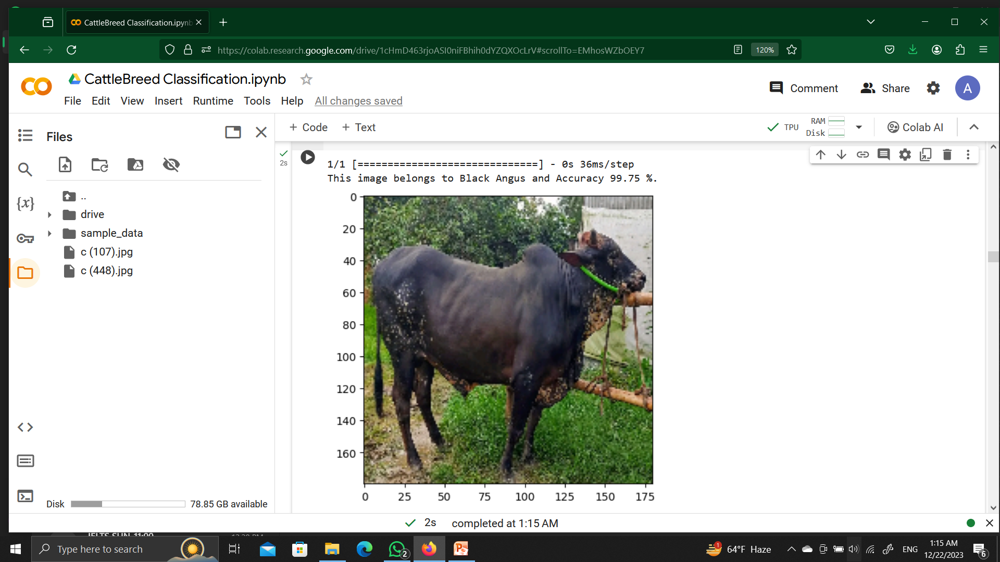 CattleBreed Classification.ipynb
https://colab.research.google.com/drive/1cHmD463rjoASI0niFBhih0dYZQXOcLrV#scrollTo=EMhosWZbOEY7
120%
CattleBreed Classification.ipynb
File Edit View Insert Runtime Tools Help All changes saved
Comment
Share
A
Files
+ Code + Text
TPU
RAM
Disk
Colab AI
..
drive
sample_data
c (107).jpg
c (448).jpg
{x}
Disk
78.85 GB available
2s
1/1 [==============================] - 0s 36ms/step
This image belongs to Black Angus and Accuracy 99.75 %.
0
20
40
60
80
100
120
140
160
0 25 50 75 100 125 150 175
2s completed at 1:15 AM
Type here to search
2
1
64°F Haze
ENG
1:15 AM
12/22/2023
6